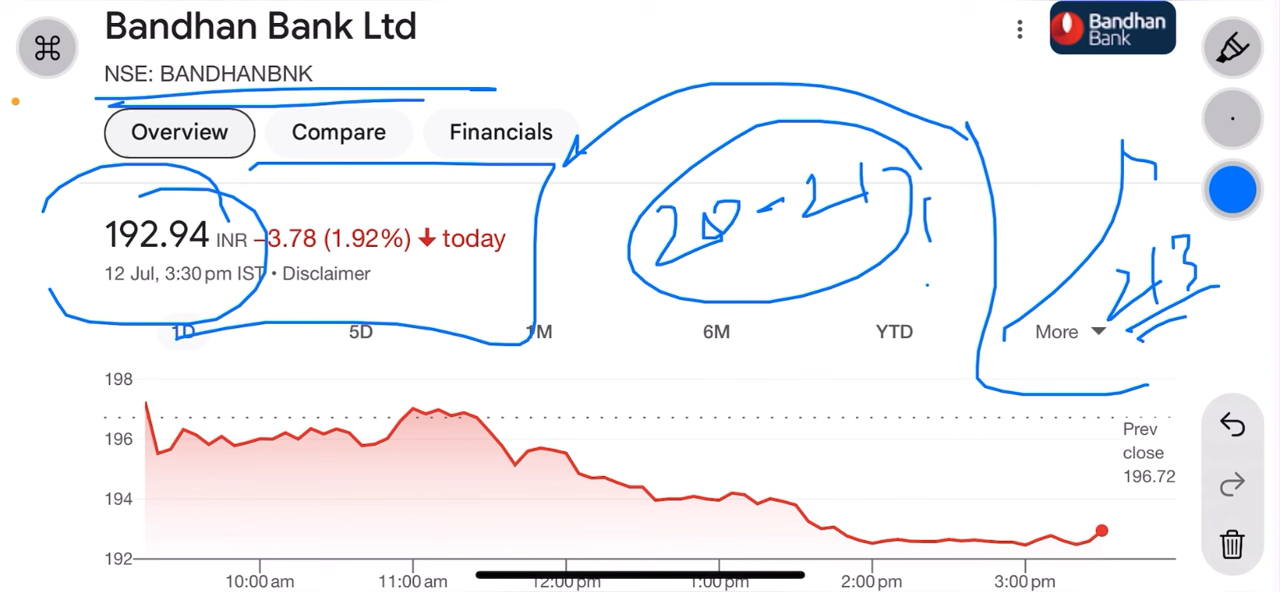 Bandhan Bank Ltd
Bandhan
Bank
NSE: BANDHANBNK
Overview
Compare
Financials
192.94 INR −3.78 (1.92%) today
12 Jul, 3:30 pm IST • Disclaimer
20-21
213
1D
5D
1M
6M
YTD
More
198
196
194
192
Prev
close
196.72
10:00 am
11:00 am
12:00 pm
1:00 pm
2:00 pm
3:00 pm